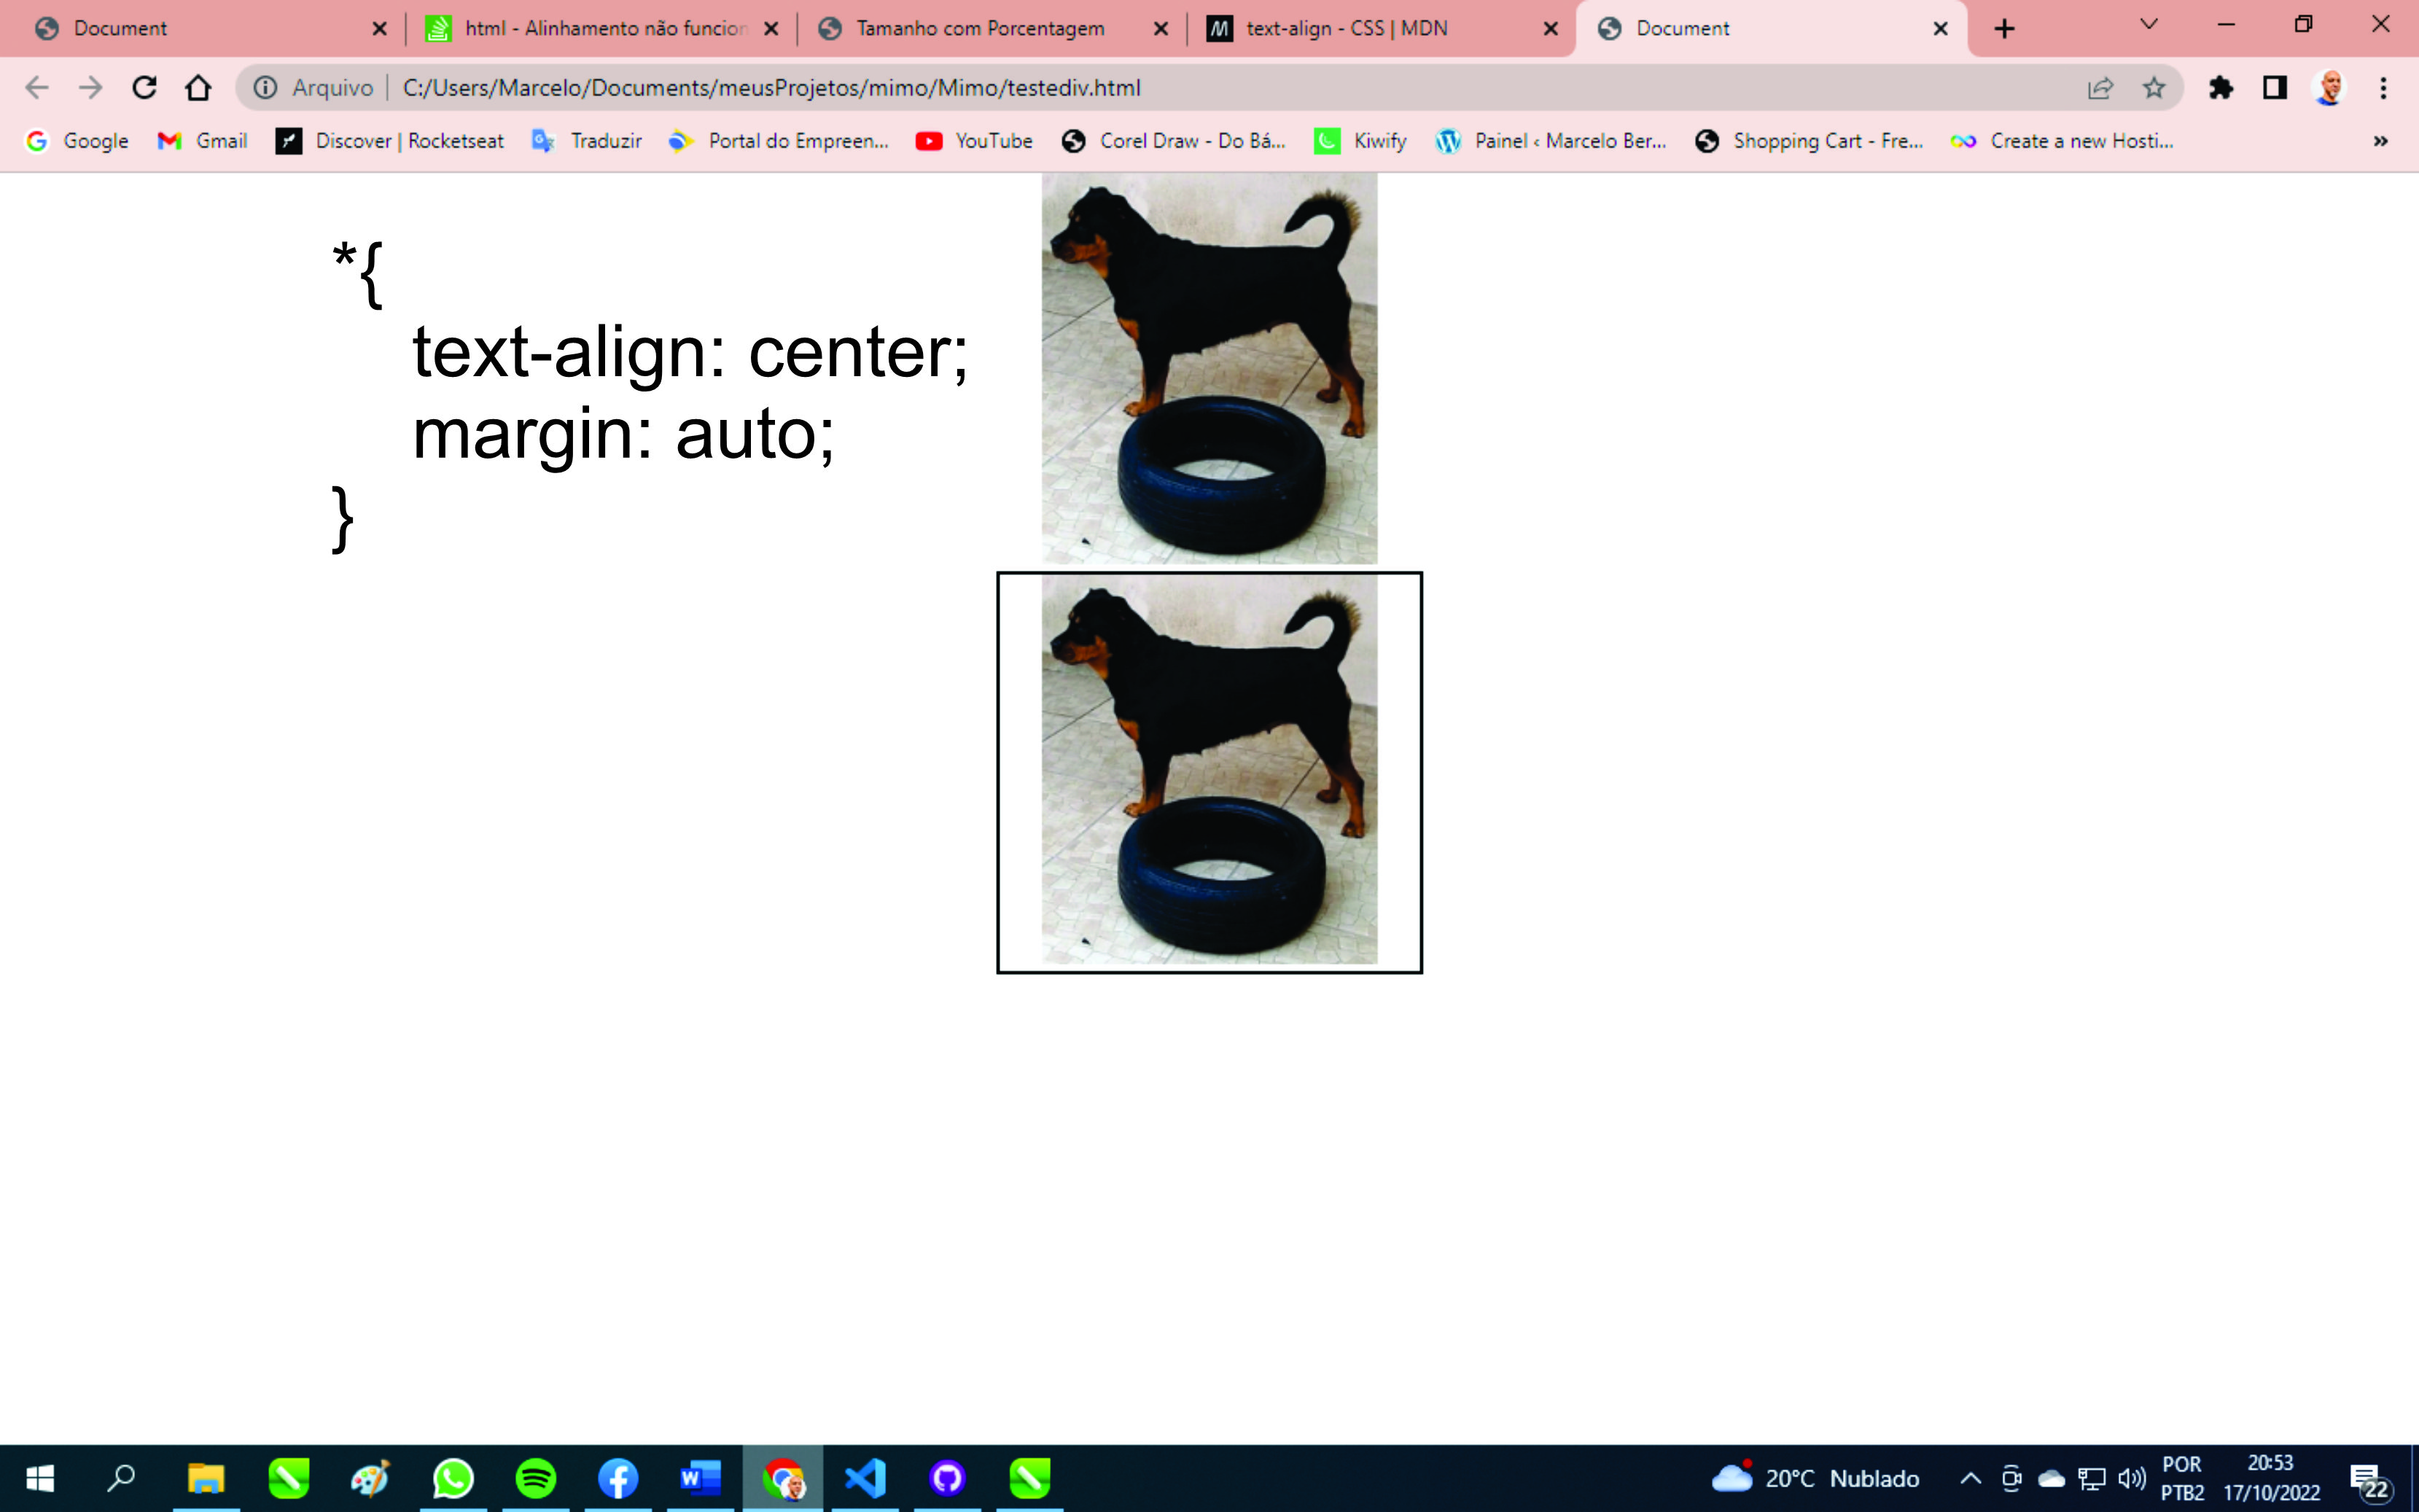 Document
html - Alinhamento não funcion
Tamanho com Porcentagem
text-align - CSS | MDN
Document
Arquivo
C:/Users/Marcelo/Documents/meusProjetos/mimo/Mimo/testediv.html
Google
Gmail
Discover | Rocketseat
Traduzir
Portal do Empreen...
YouTube
Corel Draw - Do Bá...
Kiwify
Painel ‹ Marcelo Ber...
Shopping Cart - Fre...
Create a new Hosti...
»
*{
text-align: center;
margin: auto;
}
20°C Nublado
POR
PTB2
20:53
17/10/2022
22